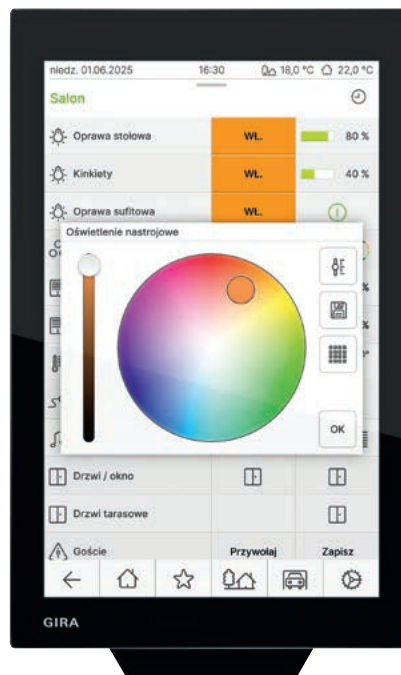 niedz. 01.06.2025 16:30 18,0 °C 22,0 °C
Salon
Oprawa stołowa WŁ. 80 %
Kinkiety WŁ. 40 %
Oprawa sufitowa WŁ.
Oświetlenie nastrojowe
OK
Drzwi / okno
Drzwi tarasowe
Goście Przywołaj Zapisz
GIRA